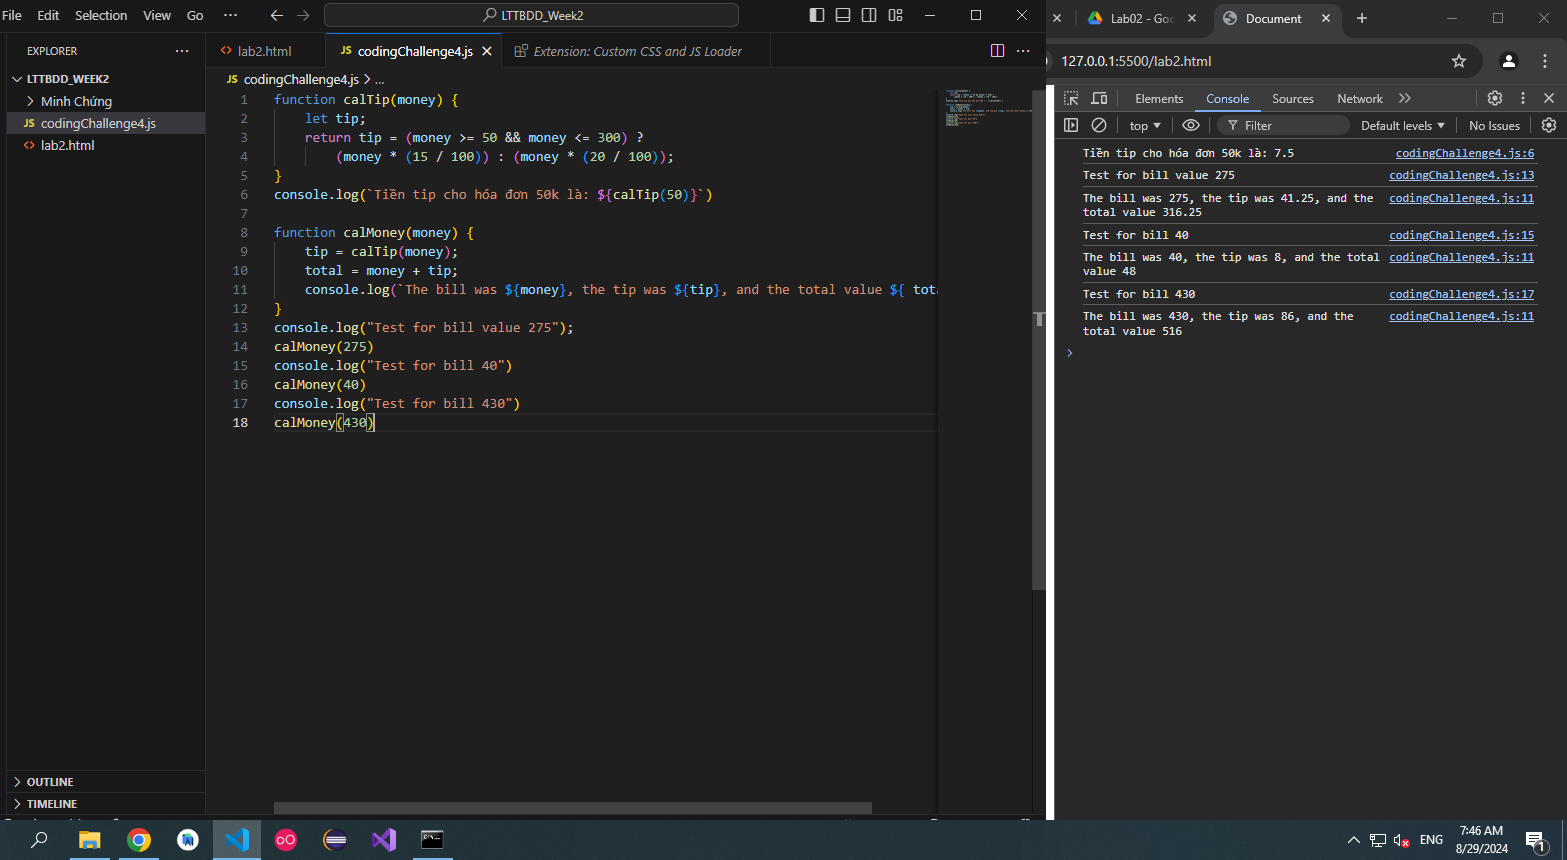 File Edit Selection View Go ··· LTTBDD_Week2
EXPLORER ···
LTTBDD_WEEK2
Minh Chứng
JS codingChallenge4.js
<> lab2.html
OUTLINE
TIMELINE
<> lab2.html JS codingChallenge4.js Extension: Custom CSS and JS Loader ···
JS codingChallenge4.js > ...
1 function calTip(money) {
2 let tip;
3 return tip = (money >= 50 && money <= 300) ?
4 (money * (15 / 100)) : (money * (20 / 100));
5 }
6 console.log(`Tiền tip cho hóa đơn 50k là: ${calTip(50)}`)
7
8 function calMoney(money) {
9 tip = calTip(money);
10 total = money + tip;
11 console.log(`The bill was ${money}, the tip was ${tip}, and the total value ${ tota
12 }
13 console.log("Test for bill value 275");
14 calMoney(275)
15 console.log("Test for bill 40")
16 calMoney(40)
17 console.log("Test for bill 430")
18 calMoney(430)
Lab02 - Goo Document
127.0.0.1:5500/lab2.html
Elements Console Sources Network
top Filter Default levels No Issues
Tiền tip cho hóa đơn 50k là: 7.5 codingChallenge4.js:6
Test for bill value 275 codingChallenge4.js:13
The bill was 275, the tip was 41.25, and the codingChallenge4.js:11
total value 316.25
Test for bill 40 codingChallenge4.js:15
The bill was 40, the tip was 8, and the total codingChallenge4.js:11
value 48
Test for bill 430 codingChallenge4.js:17
The bill was 430, the tip was 86, and the codingChallenge4.js:11
total value 516
ENG
7:46 AM
8/29/2024
1